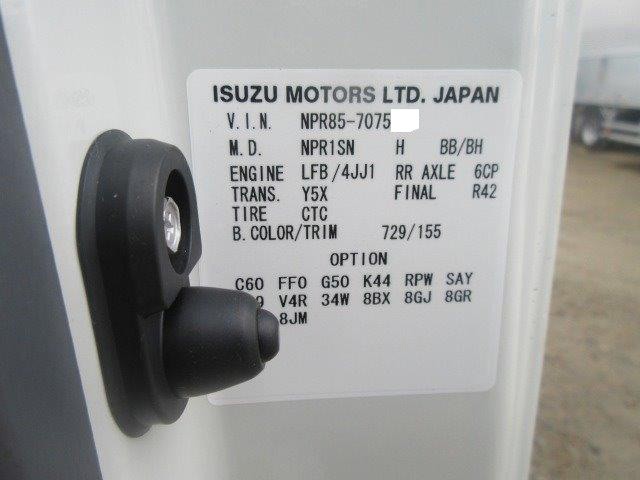 ISUZU MOTORS LTD. JAPAN
V.I.N. NPR85-7075
M.D. NPR1SN H BB/BH
ENGINE LFB/4JJ1 RR AXLE 6CP
TRANS. Y5X FINAL R42
TIRE CTC
B.COLOR/TRIM 729/155
OPTION
C60 FF0 G50 K44 RPW SAY
V4R 34W 8BX 8GJ 8GR
8JM